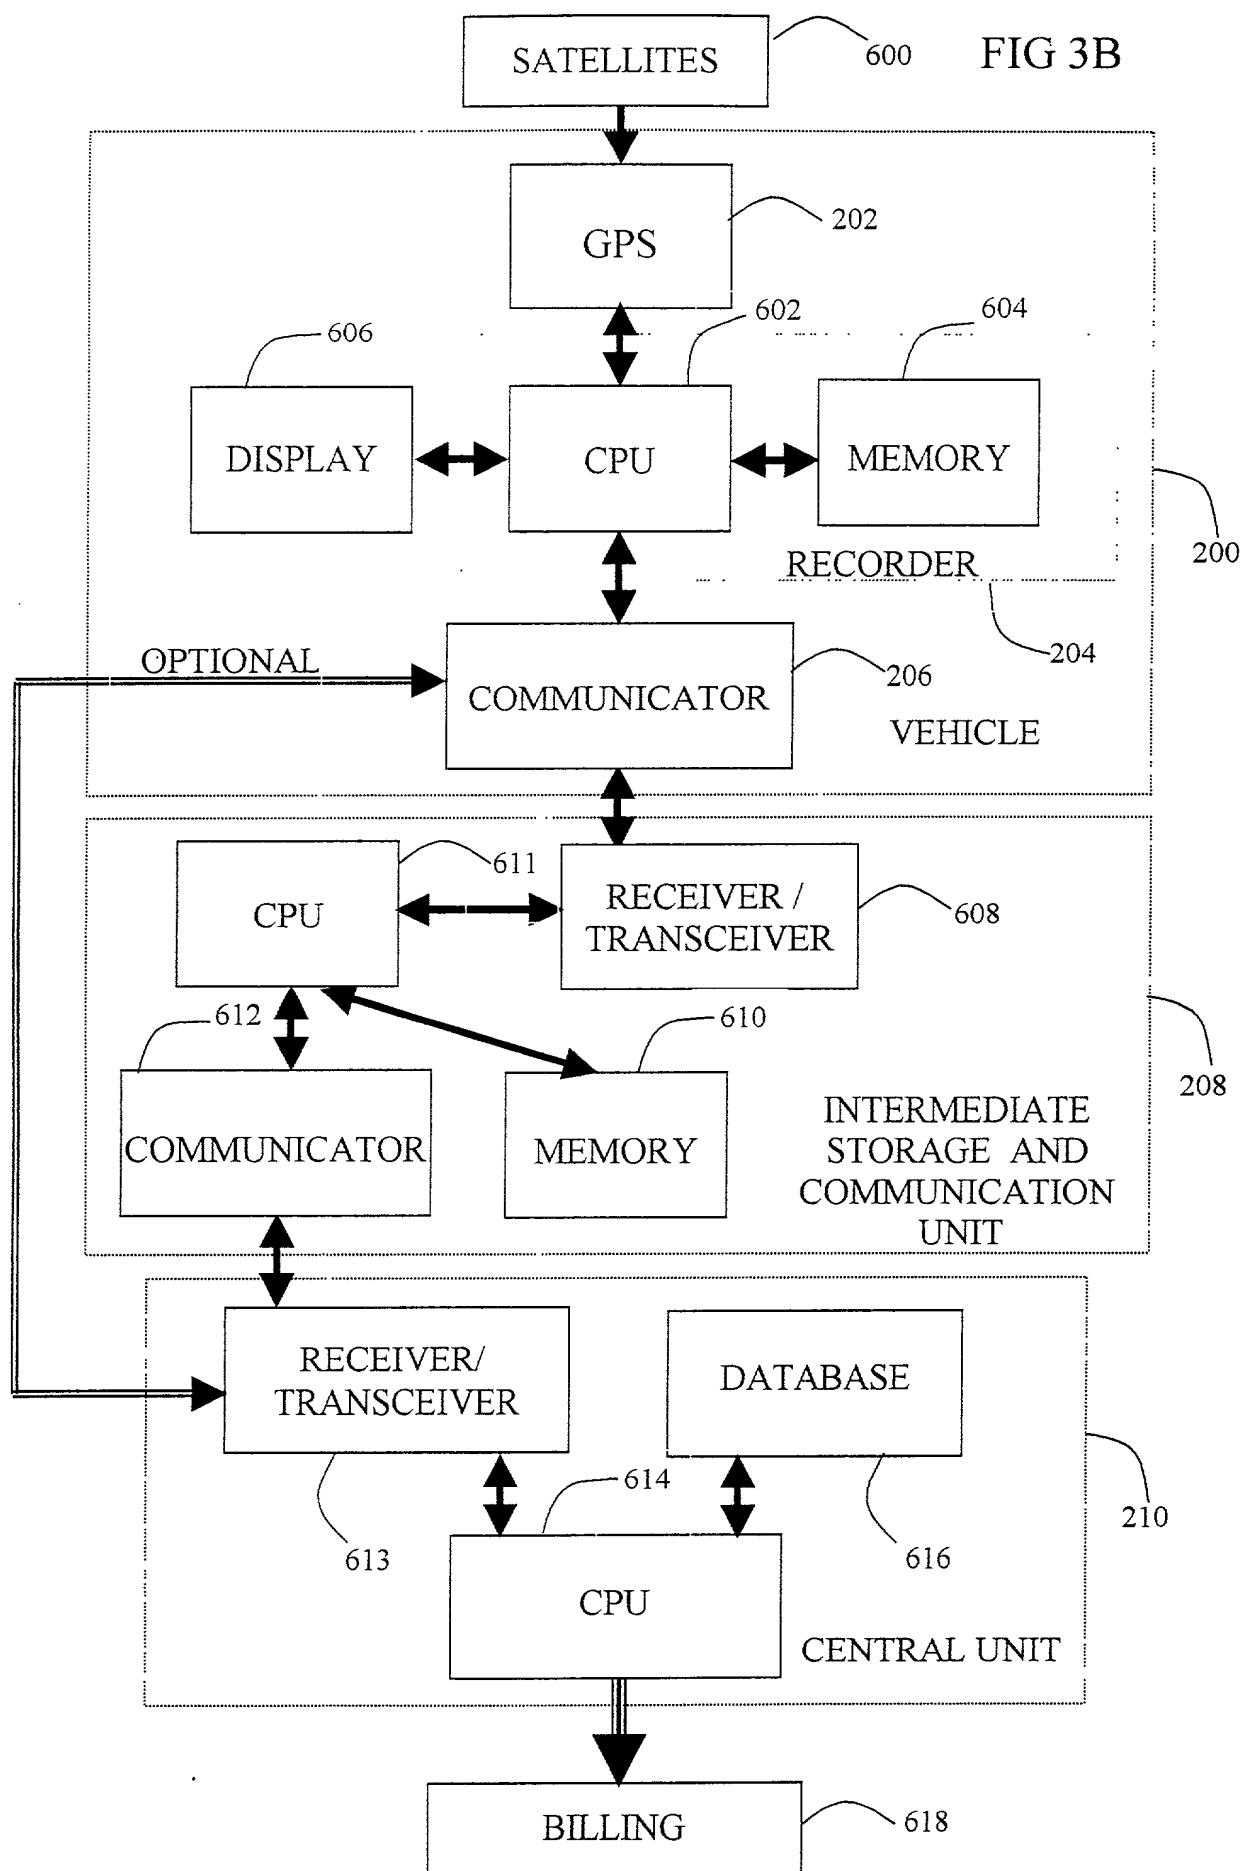 SATELLITES
600
FIG 3B
GPS
202
606
602
604
DISPLAY
CPU
MEMORY
200
RECORDER
204
OPTIONAL
COMMUNICATOR
206
VEHICLE
CPU
611
RECEIVER /
TRANSCEIVER
608
612
610
208
COMMUNICATOR
MEMORY
INTERMEDIATE
STORAGE AND
COMMUNICATION
UNIT
RECEIVER/
TRANSCEIVER
DATABASE
614
210
613
616
CPU
CENTRAL UNIT
BILLING
618